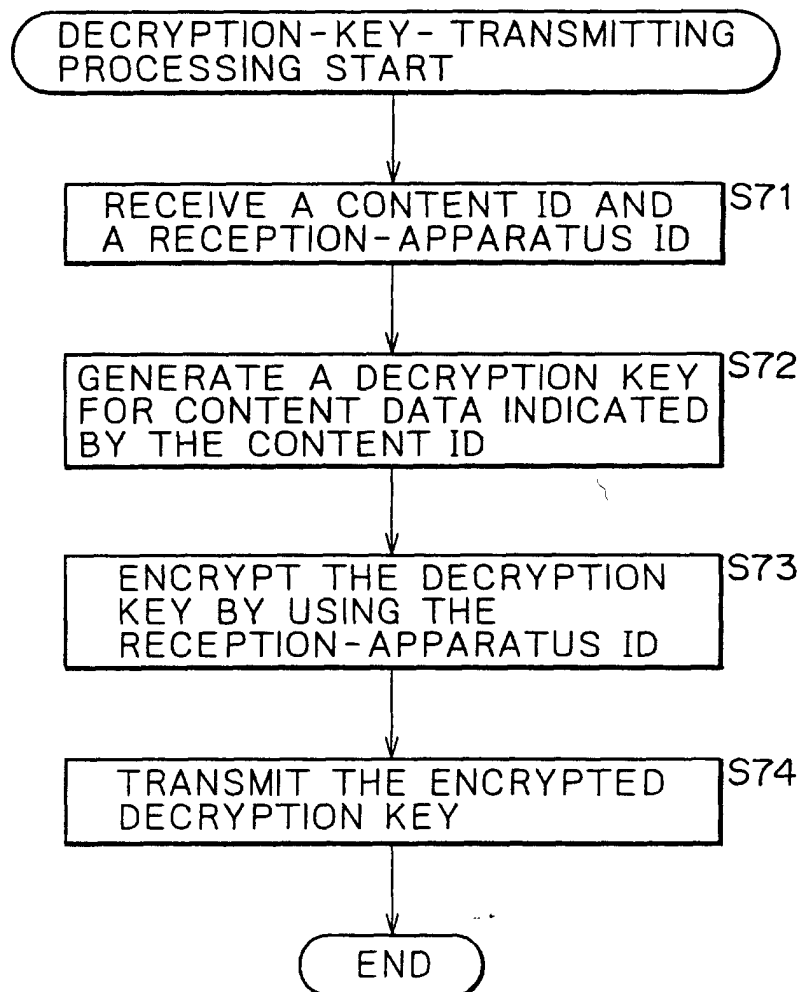 DECRYPTION-KEY-TRANSMITTING
PROCESSING START
RECEIVE A CONTENT ID AND
A RECEPTION-APPARATUS ID
S71
GENERATE A DECRYPTION KEY
FOR CONTENT DATA INDICATED
BY THE CONTENT ID
S72
ENCRYPT THE DECRYPTION
KEY BY USING THE
RECEPTION-APPARATUS ID
S73
TRANSMIT THE ENCRYPTED
DECRYPTION KEY
S74
END